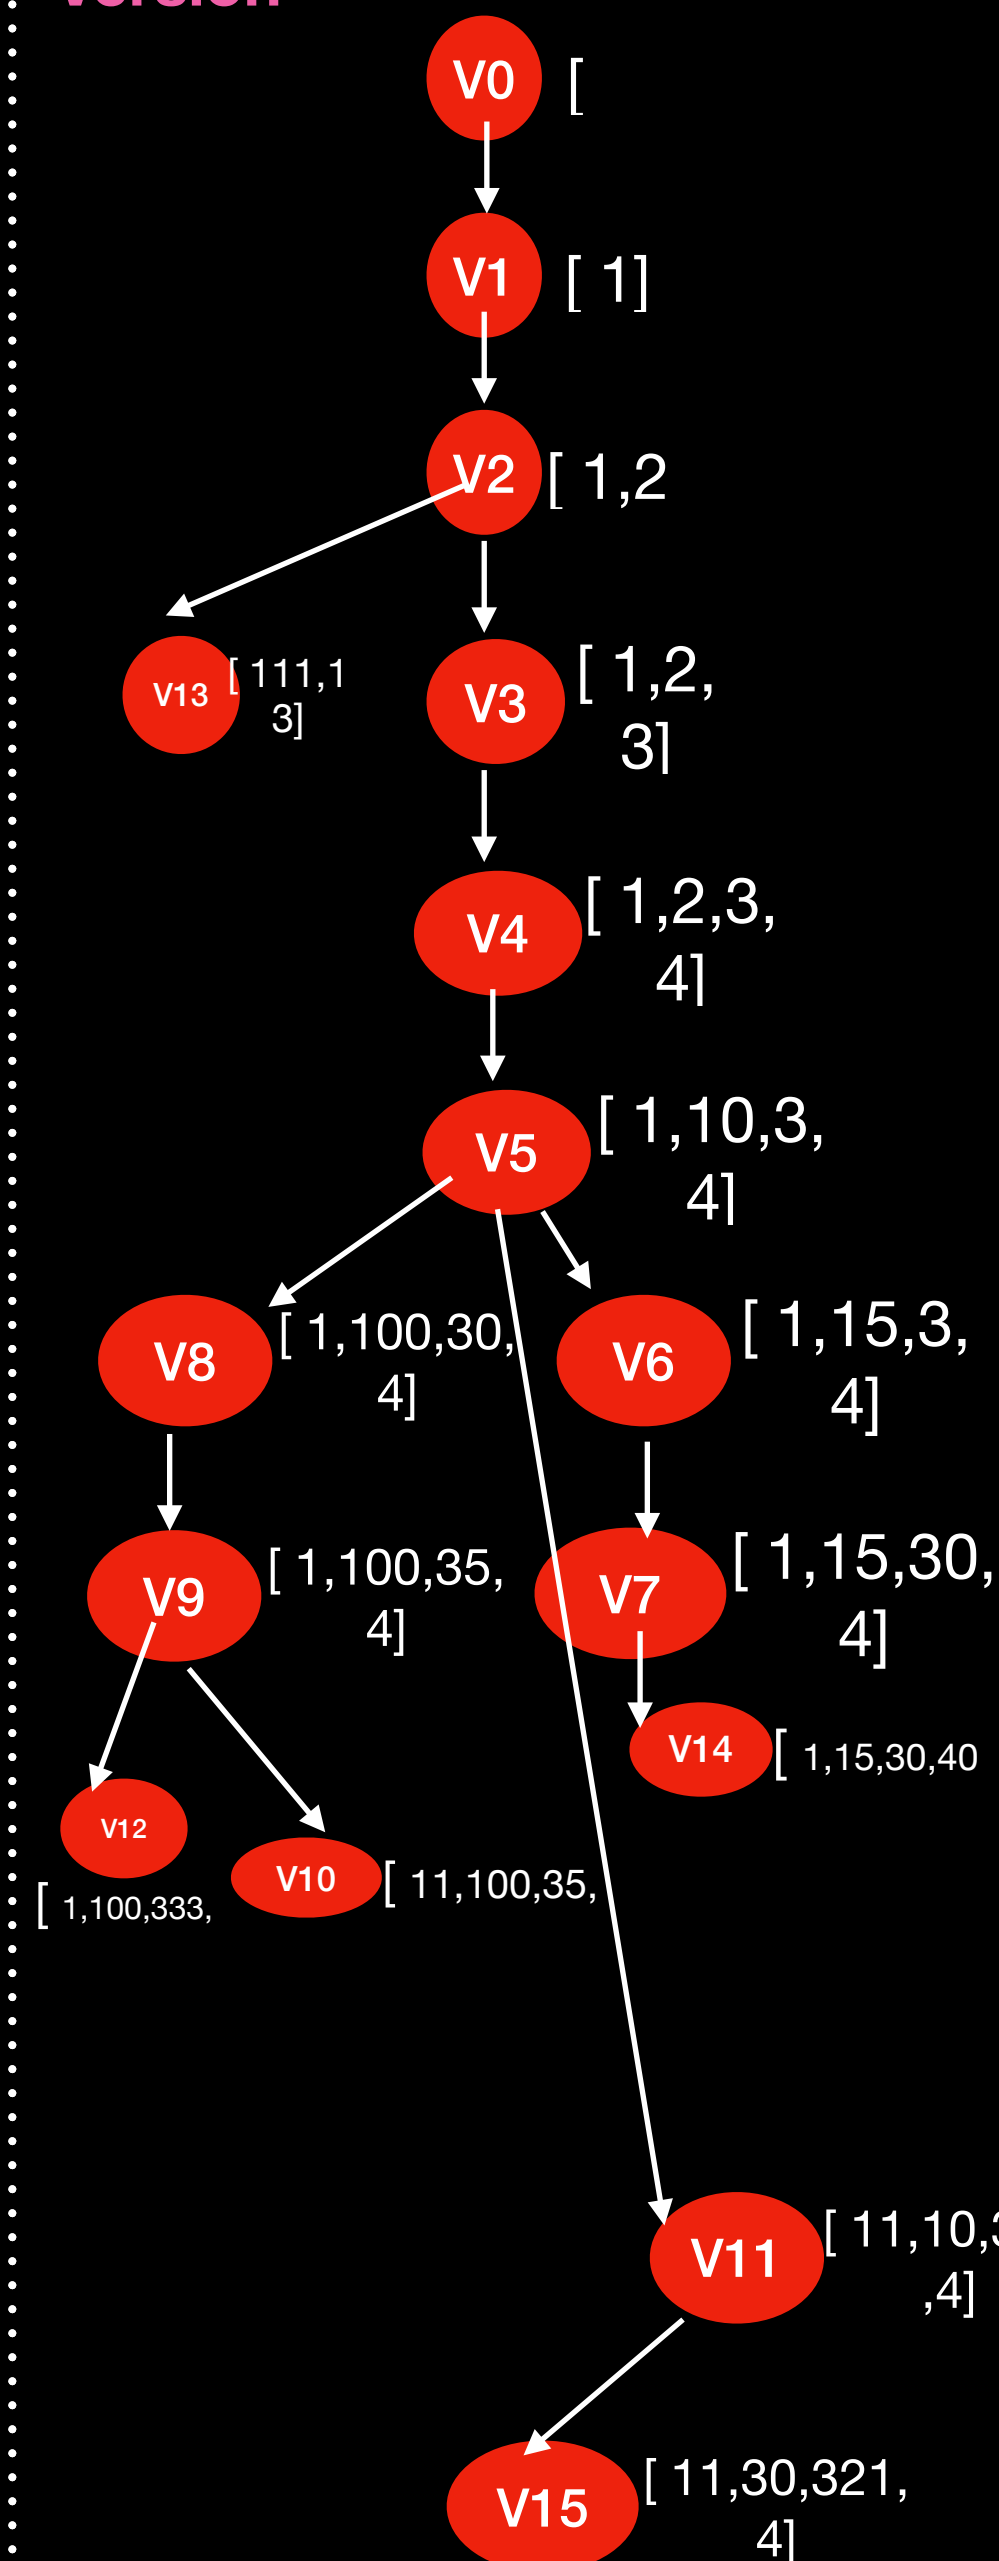 version
V0 [
V1 [ 1]
V2 [ 1,2
V13 [ 111,1
3]
V3 [ 1,2,
3]
V4 [ 1,2,3,
4]
V5 [ 1,10,3,
4]
V8 [ 1,100,30,
4]
V6 [ 1,15,3,
4]
V9 [ 1,100,35,
4]
V7 [ 1,15,30,
4]
V14 [ 1,15,30,40
V12
[ 1,100,333,
V10 [ 11,100,35,
V11 [ 11,10,3
,4]
V15 [ 11,30,321,
4]